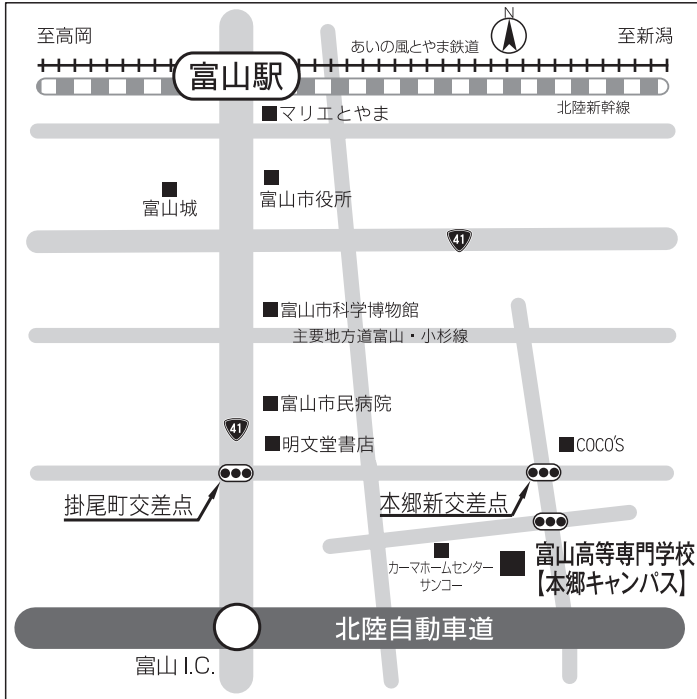 N
至高岡
あいの風とやま鉄道
至新潟
富山駅
北陸新幹線
マリエとやま
富山城
富山市役所
41
富山市科学博物館
主要地方道富山・小杉線
富山市民病院
41
明文堂書店
COCO'S
掛尾町交差点
本郷新交差点
カーマホームセンター
サンコー
富山高等専門学校
【本郷キャンパス】
北陸自動車道
富山 I.C.